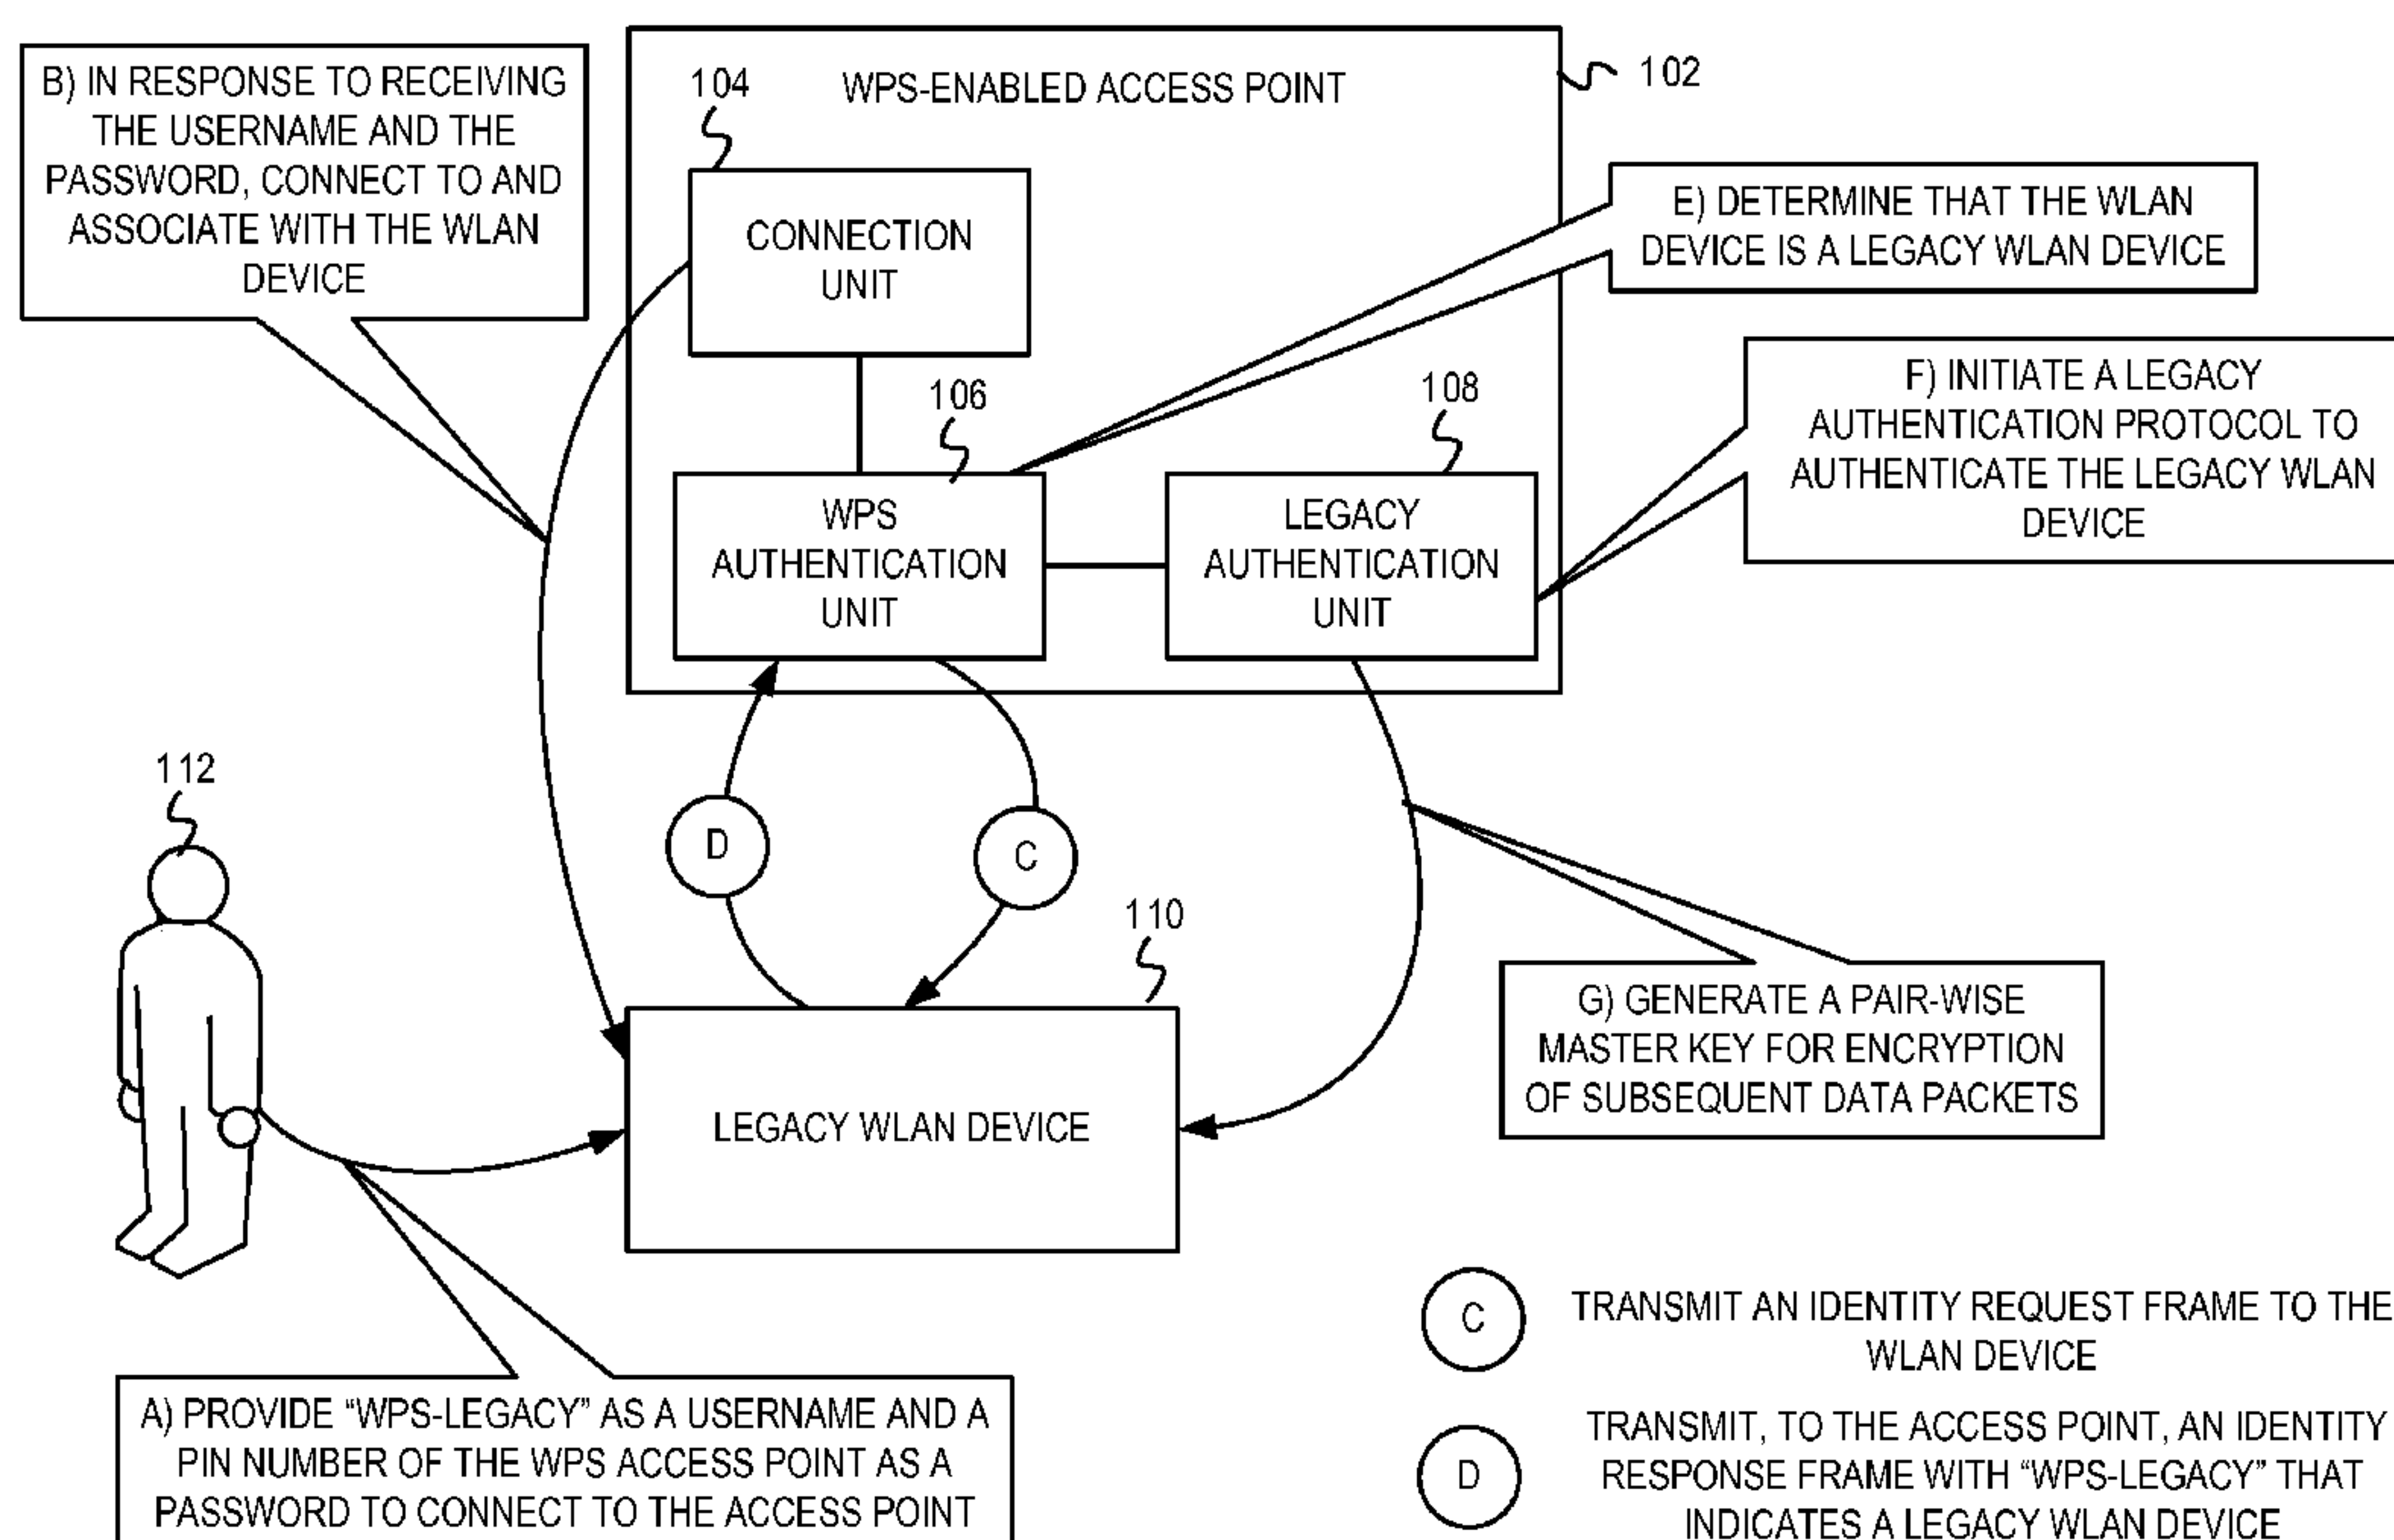 B) IN RESPONSE TO RECEIVING
THE USERNAME AND THE
PASSWORD, CONNECT TO AND
ASSOCIATE WITH THE WLAN
DEVICE
WPS-ENABLED ACCESS POINT
102
104
CONNECTION
UNIT
E) DETERMINE THAT THE WLAN
DEVICE IS A LEGACY WLAN DEVICE
F) INITIATE A LEGACY
AUTHENTICATION PROTOCOL TO
AUTHENTICATE THE LEGACY WLAN
DEVICE
106
WPS
AUTHENTICATION
UNIT
108
LEGACY
AUTHENTICATION
UNIT
112
D
C
110
LEGACY WLAN DEVICE
G) GENERATE A PAIR-WISE
MASTER KEY FOR ENCRYPTION
OF SUBSEQUENT DATA PACKETS
A) PROVIDE “WPS-LEGACY” AS A USERNAME AND A
PIN NUMBER OF THE WPS ACCESS POINT AS A
PASSWORD TO CONNECT TO THE ACCESS POINT
C
TRANSMIT AN IDENTITY REQUEST FRAME TO THE
WLAN DEVICE
D
TRANSMIT, TO THE ACCESS POINT, AN IDENTITY
RESPONSE FRAME WITH “WPS-LEGACY” THAT
INDICATES A LEGACY WLAN DEVICE